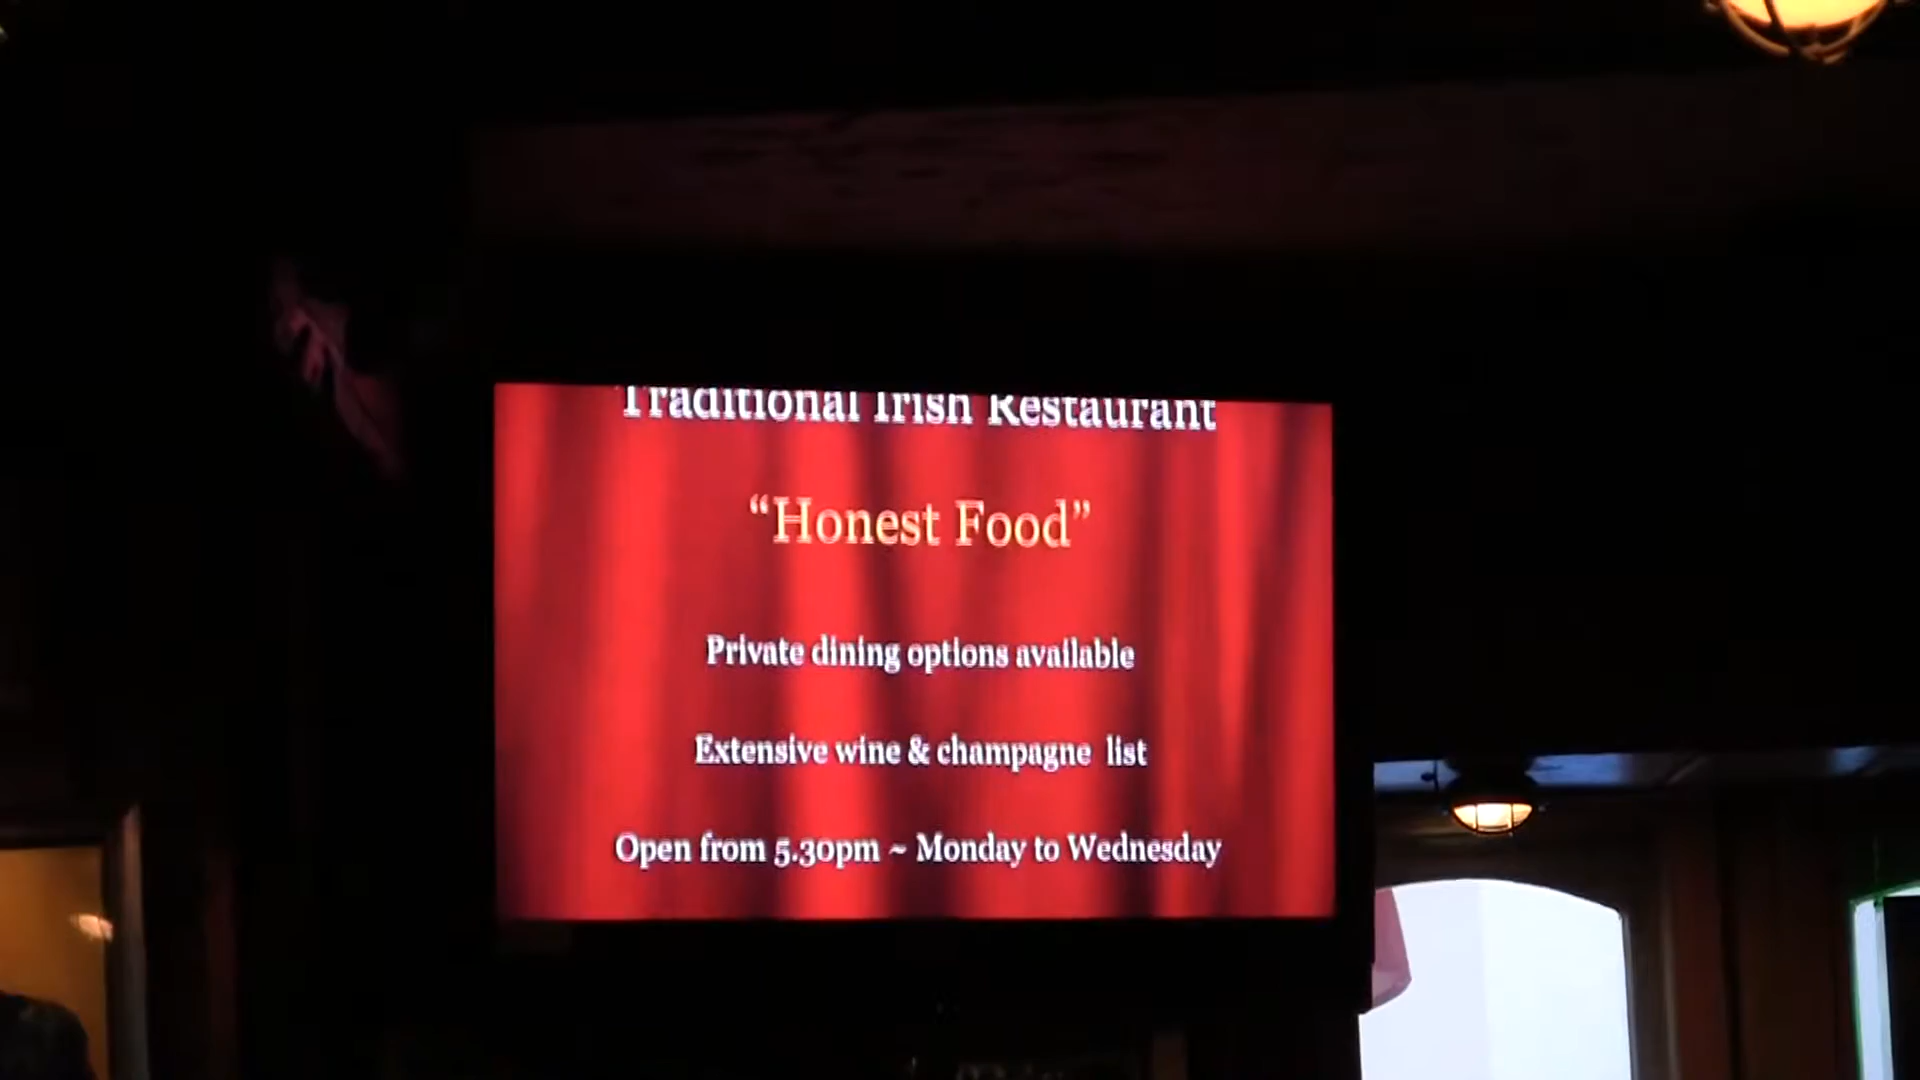 Traditional Irish Restaurant
“Honest Food”
Private dining options available
Extensive wine & champagne list
Open from 5.30pm ~ Monday to Wednesday